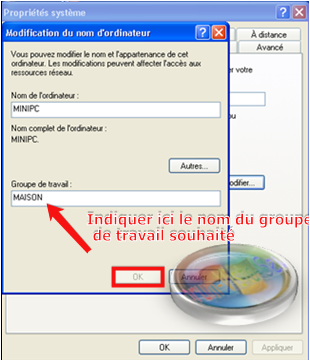 Propriétés système
À distance
Avancé
Modification du nom d'ordinateur
Vous pouvez modifier le nom et l'appartenance de cet
ordinateur. Les modifications peuvent affecter l'accès aux
ressources réseau.
er votre
Nom de l'ordinateur :
MINIPC
ou
Nom complet de l'ordinateur :
MINIPC.
Autres...
odifier...
Groupe de travail :
MAISON
Indiquer ici le nom du groupe
de travail souhaité
OK
Annuler
OK
Annuler
Appliquer